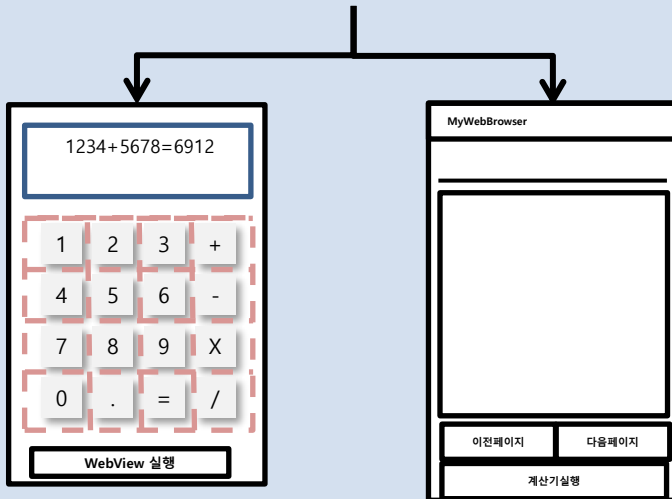 1234+5678=6912
1 2 3 +
4 5 6 -
7 8 9 X
0 . = /
WebView 실행
MyWebBrowser
이전페이지 다음페이지
계산기실행